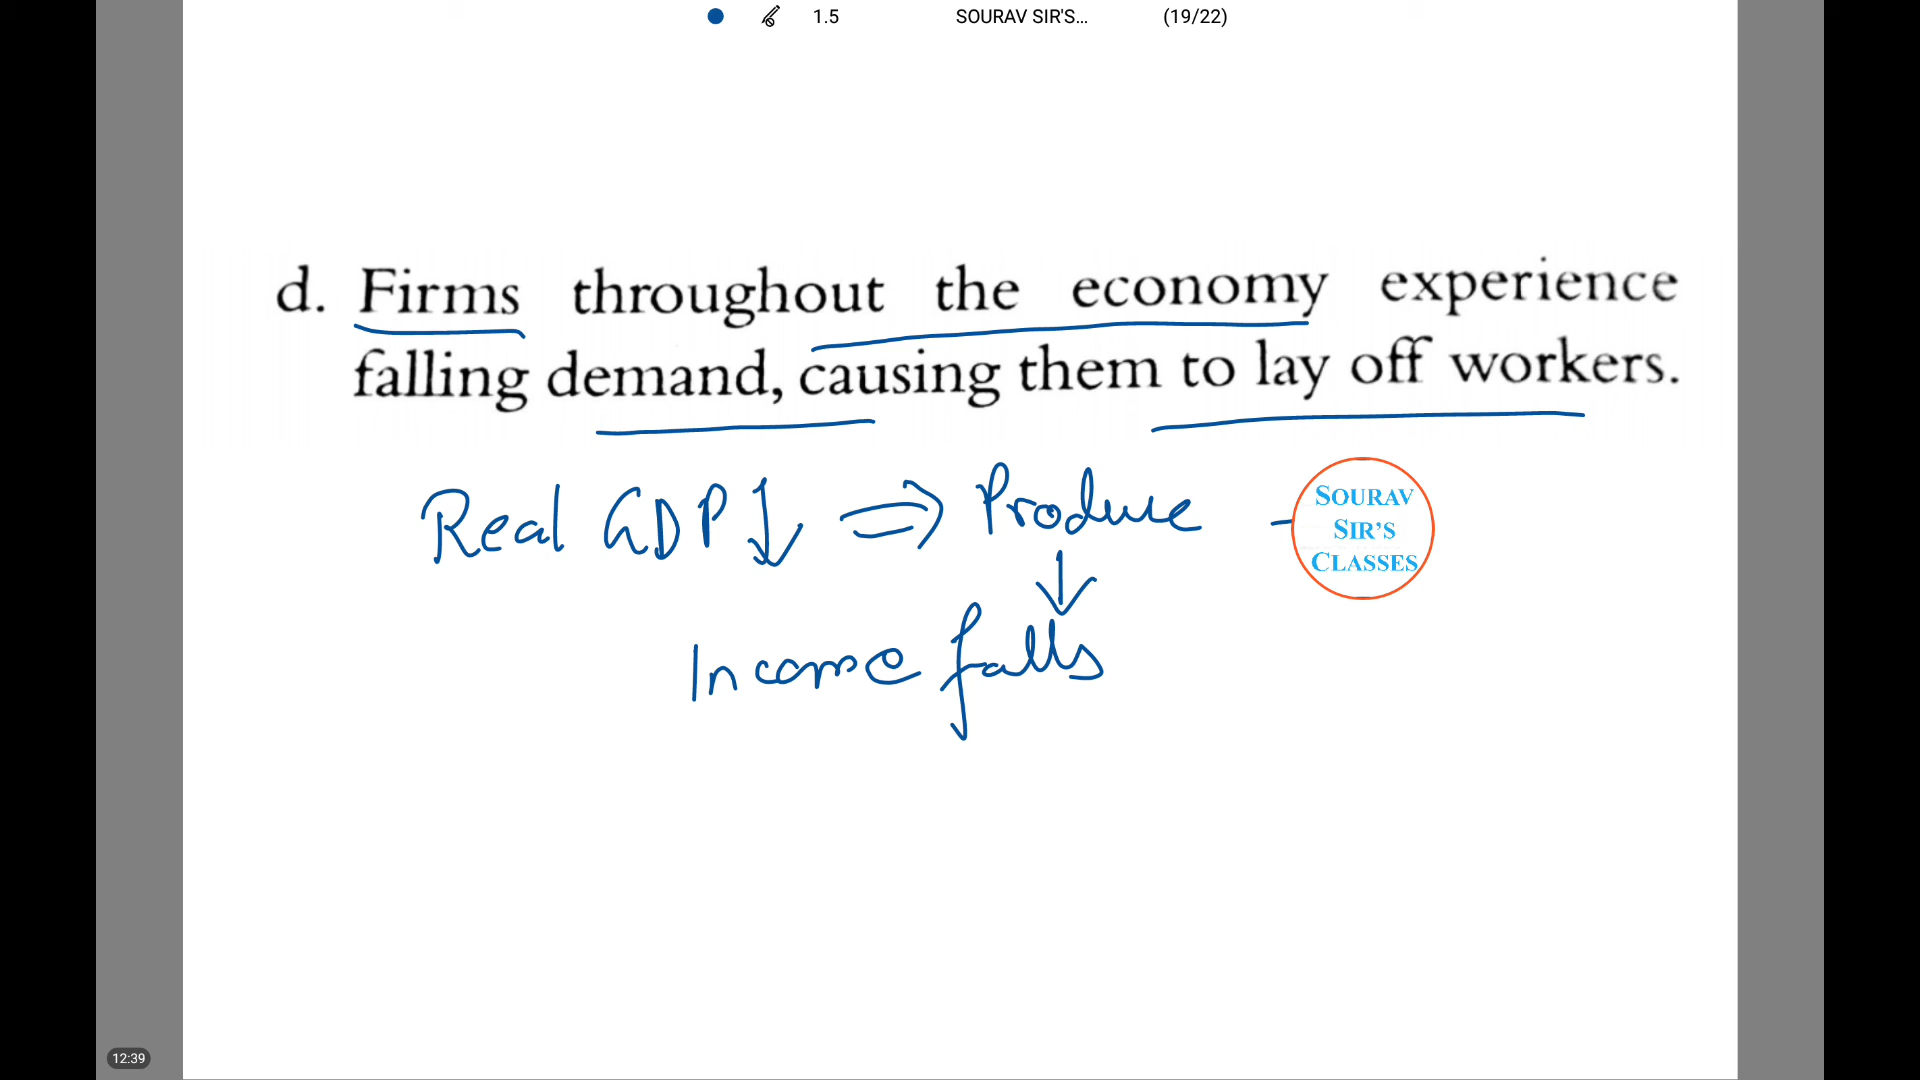 1.5 SOURAV SIR'S... (19/22)
d. Firms throughout the economy experience
falling demand, causing them to lay off workers.
Real GDP↓ ⇒ Produce -
↓
Income falls
SOURAV
SIR'S
CLASSES
12:39